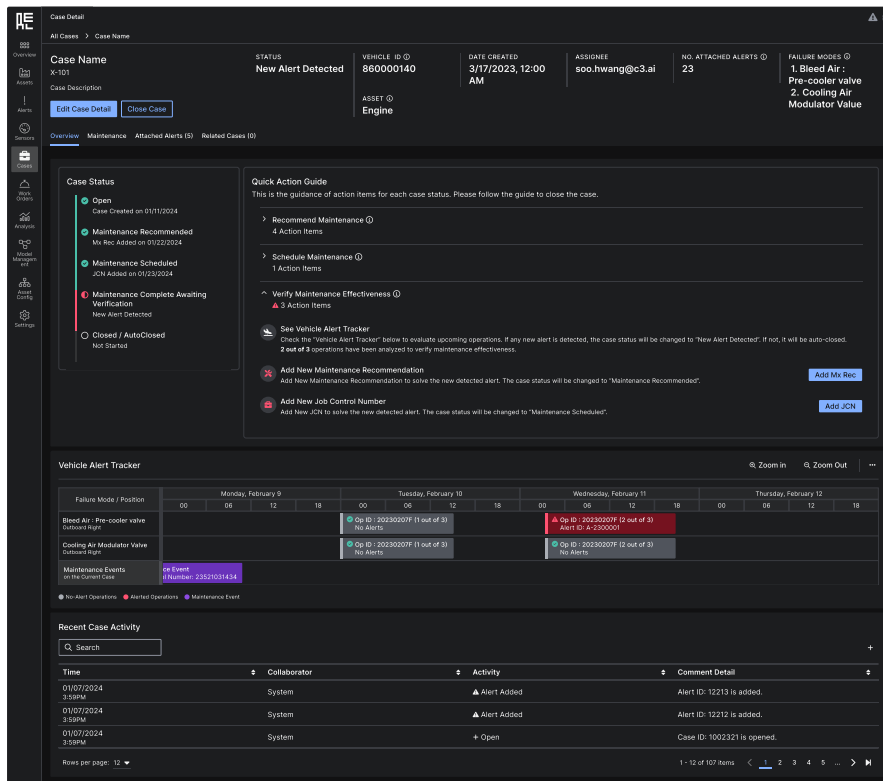 Case Detail
All Cases > Case Name
Overview
Assets
Alerts
Sensors
Cases
Work
Orders
Analysis
Model
Managem
ent
Asset
Config
Settings
Case Name
X-101
Case Description
Edit Case Detail
Close Case
STATUS
New Alert Detected
VEHICLE ID
860000140
ASSET
Engine
DATE CREATED
3/17/2023, 12:00
AM
ASSIGNEE
soo.hwang@c3.ai
NO. ATTACHED ALERTS
23
FAILURE MODES
1. Bleed Air :
Pre-cooler valve
2. Cooling Air
Modulator Value
Overview Maintenance Attached Alerts (5) Related Cases (0)
Case Status
Open
Case Created on 01/11/2024
Maintenance Recommended
Mx Rec Added on 01/22/2024
Maintenance Scheduled
JCN Added on 01/23/2024
Maintenance Complete Awaiting
Verification
New Alert Detected
Closed / AutoClosed
Not Started
Quick Action Guide
This is the guidance of action items for each case status. Please follow the guide to close the case.
Recommend Maintenance
4 Action Items
Schedule Maintenance
1 Action Items
Verify Maintenance Effectiveness
3 Action Items
See Vehicle Alert Tracker
Check the "Vehicle Alert Tracker" below to evaluate upcoming operations. If any new alert is detected, the case status will be changed to "New Alert Detected". If not, it will be auto-closed.
2 out of 3 operations have been analyzed to verify maintenance effectiveness.
Add New Maintenance Recommendation
Add New Maintenance Recommendation to solve the new detected alert. The case status will be changed to "Maintenance Recommended".
Add Mx Rec
Add New Job Control Number
Add New JCN to solve the new detected alert. The case status will be changed to "Maintenance Scheduled".
Add JCN
Vehicle Alert Tracker
Zoom in Zoom Out ...
Failure Mode / Position
Monday, February 9 Tuesday, February 10 Wednesday, February 11 Thursday, February 12
00 06 12 18 00 06 12 18 00 06 12 18 00 06 12 18
Bleed Air : Pre-cooler valve
Outboard Right
Op ID : 20230207F (1 out of 3)
No Alerts
Op ID : 20230207F (2 out of 3)
Alert ID: A-2300001
Cooling Air Modulator Valve
Outboard Right
Op ID : 20230207F (1 out of 3)
No Alerts
Op ID : 20230207F (2 out of 3)
No Alerts
Maintenance Events
on the Current Case
ce Event
l Number: 23521031434
No-Alert Operations Alerted Operations Maintenance Event
Recent Case Activity
Search
+
Time Collaborator Activity Comment Detail
01/07/2024
3:59PM
System Alert Added Alert ID: 12213 is added.
01/07/2024
3:59PM
System Alert Added Alert ID: 12212 is added.
01/07/2024
3:59PM
System + Open Case ID: 1002321 is opened.
Rows per page: 12
1 - 12 of 107 items 1 2 3 4 5 ...